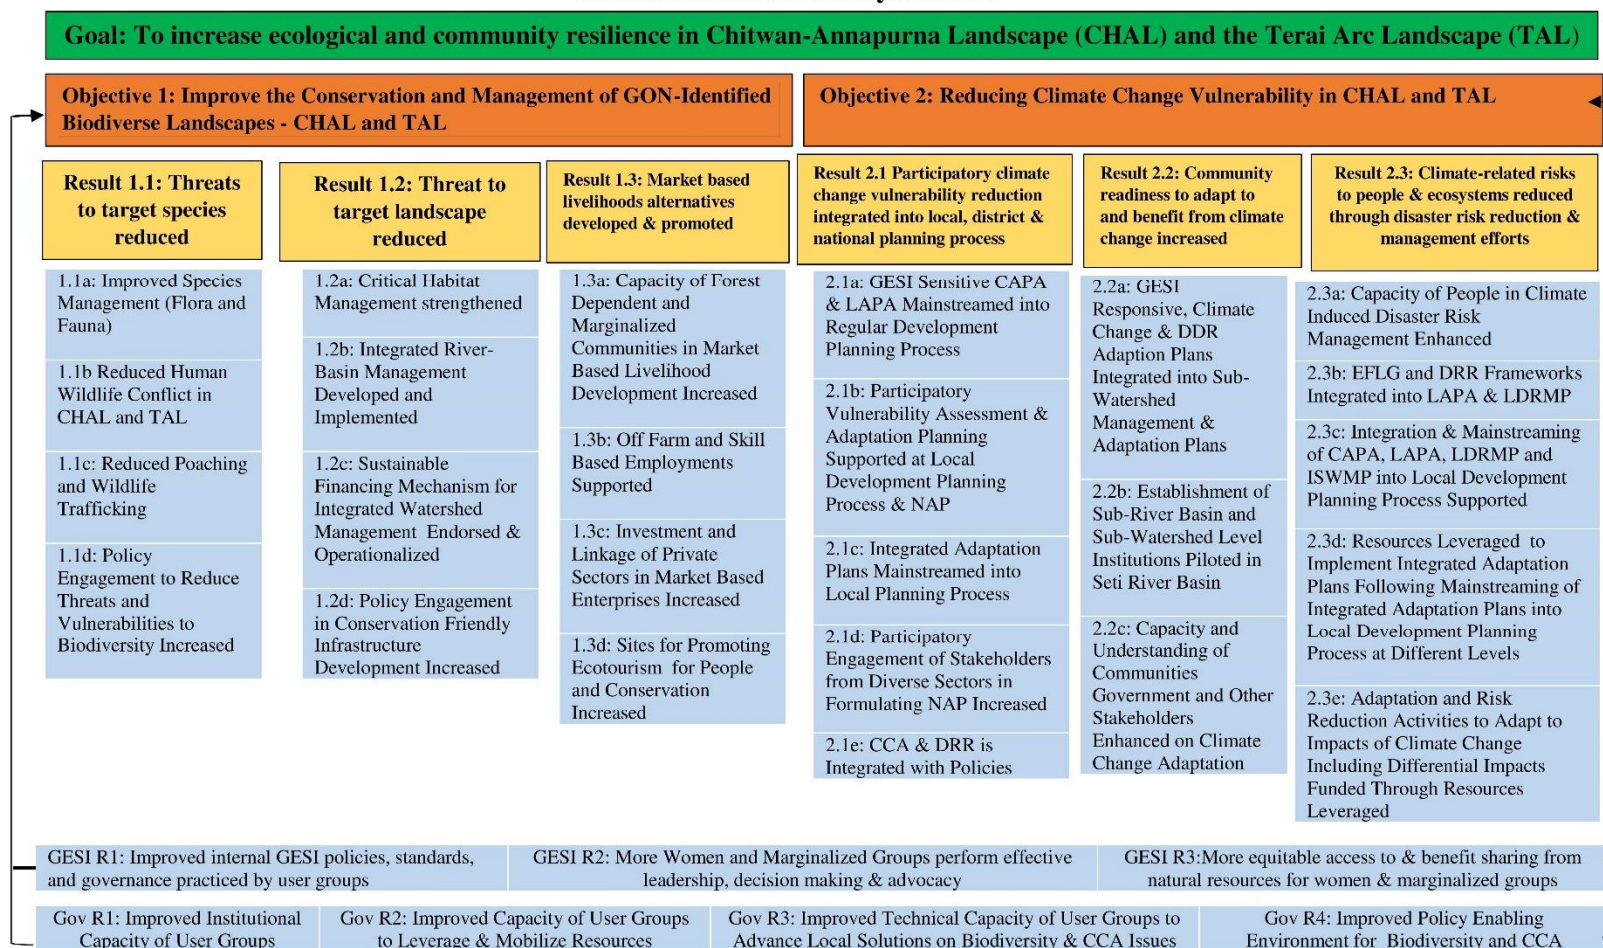 Goal: To increase ecological and community resilience in Chitwan-Annapurna Landscape (CHAL) and the Terai Arc Landscape (TAL)
Objective 1: Improve the Conservation and Management of GON-Identified
Biodiverse Landscapes - CHAL and TAL
Objective 2: Reducing Climate Change Vulnerability in CHAL and TAL
Result 1.1: Threats
to target species
reduced
Result 1.2: Threat to
target landscape
reduced
Result 1.3: Market based
livelihoods alternatives
developed & promoted
Result 2.1 Participatory climate
change vulnerability reduction
integrated into local, district &
national planning process
Result 2.2: Community
readiness to adapt to
and benefit from climate
change increased
Result 2.3: Climate-related risks
to people & ecosystems reduced
through disaster risk reduction &
management efforts
1.1a: Improved Species
Management (Flora and
Fauna)
1.1b Reduced Human
Wildlife Conflict in
CHAL and TAL
1.1c: Reduced Poaching
and Wildlife
Trafficking
1.1d: Policy
Engagement to Reduce
Threats and
Vulnerabilities to
Biodiversity Increased
1.2a: Critical Habitat
Management strengthened
1.2b: Integrated River-
Basin Management
Developed and
Implemented
1.2c: Sustainable
Financing Mechanism for
Integrated Watershed
Management Endorsed &
Operationalized
1.2d: Policy Engagement
in Conservation Friendly
Infrastructure
Development Increased
1.3a: Capacity of Forest
Dependent and
Marginalized
Communities in Market
Based Livelihood
Development Increased
1.3b: Off Farm and Skill
Based Employments
Supported
1.3c: Investment and
Linkage of Private
Sectors in Market Based
Enterprises Increased
1.3d: Sites for Promoting
Ecotourism for People
and Conservation
Increased
2.1a: GESI Sensitive CAPA
& LAPA Mainstreamed into
Regular Development
Planning Process
2.1b: Participatory
Vulnerability Assessment &
Adaptation Planning
Supported at Local
Development Planning
Process & NAP
2.1c: Integrated Adaptation
Plans Mainstreamed into
Local Planning Process
2.1d: Participatory
Engagement of Stakeholders
from Diverse Sectors in
Formulating NAP Increased
2.1e: CCA & DRR is
Integrated with Policies
2.2a: GESI
Responsive, Climate
Change & DDR
Adaption Plans
Integrated into Sub-
Watershed
Management &
Adaptation Plans
2.2b: Establishment of
Sub-River Basin and
Sub-Watershed Level
Institutions Piloted in
Seti River Basin
2.2c: Capacity and
Understanding of
Communities
Government and Other
Stakeholders
Enhanced on Climate
Change Adaptation
2.3a: Capacity of People in Climate
Induced Disaster Risk
Management Enhanced
2.3b: EFLG and DRR Frameworks
Integrated into LAPA & LDRMP
2.3c: Integration & Mainstreaming
of CAPA, LAPA, LDRMP and
ISWMP into Local Development
Planning Process Supported
2.3d: Resources Leveraged to
Implement Integrated Adaptation
Plans Following Mainstreaming of
Integrated Adaptation Plans into
Local Development Planning
Process at Different Levels
2.3e: Adaptation and Risk
Reduction Activities to Adapt to
Impacts of Climate Change
Including Differential Impacts
Funded Through Resources
Leveraged
GESI R1: Improved internal GESI policies, standards,
and governance practiced by user groups
GESI R2: More Women and Marginalized Groups perform effective
leadership, decision making & advocacy
GESI R3:More equitable access to & benefit sharing from
natural resources for women & marginalized groups
Gov R1: Improved Institutional
Capacity of User Groups
Gov R2: Improved Capacity of User Groups
to Leverage & Mobilize Resources
Gov R3: Improved Technical Capacity of User Groups to
Advance Local Solutions on Biodiversity & CCA Issues
Gov R4: Improved Policy Enabling
Environment for Biodiversity and CCA